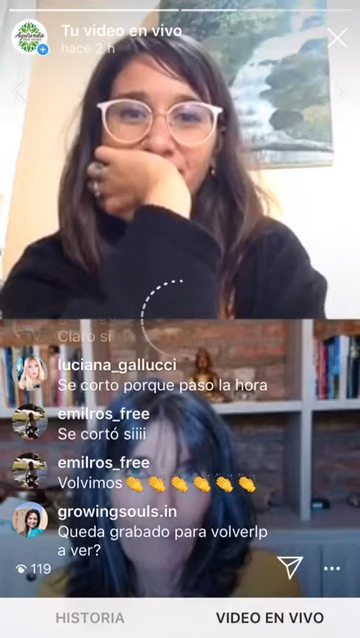 Tu video en vivo
hace 2 h
Claro si
luciana_gallucci
Se corto porque paso la hora
emilros_free
Se cortó siiii
emilros_free
Volvimos 👏👏👏👏👏👏
growingsouls.in
Queda grabado para volverlp
a ver?
119
HISTORIA
VIDEO EN VIVO